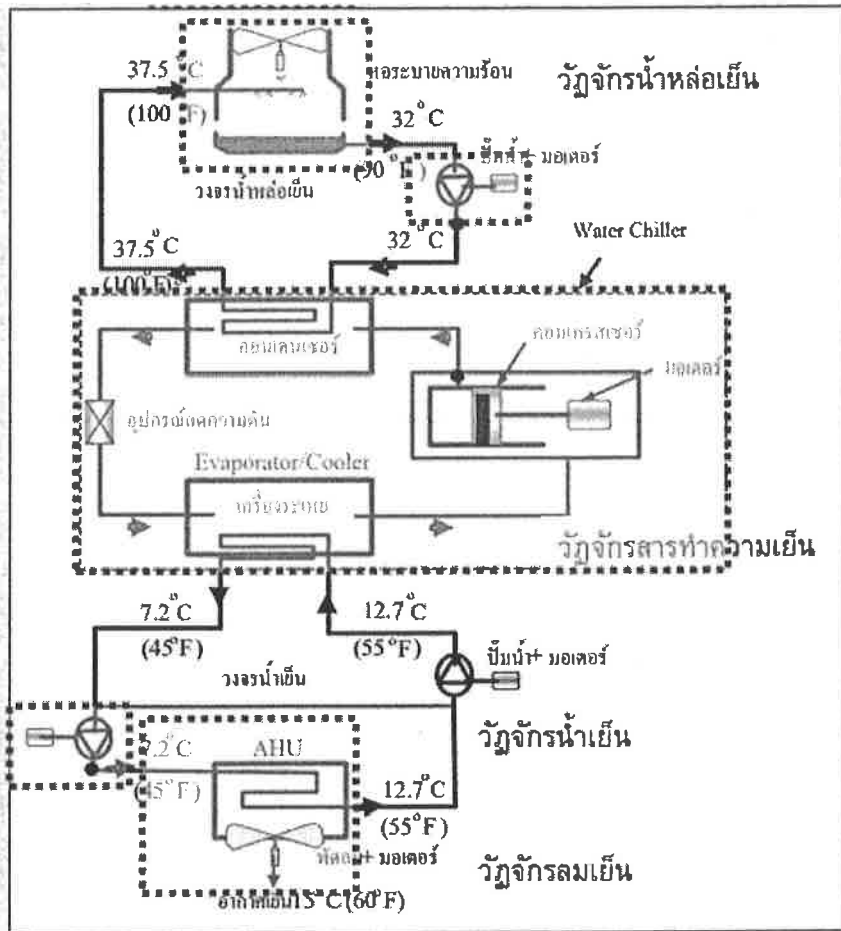 37.5°C
(100°F)
หอระบายความร้อน
วัฏจักรน้ำหล่อเย็น
32°C
(90°F)
ปั๊มน้ำ+ มอเตอร์
วงจรน้ำหล่อเย็น
37.5°C
(100°F)
32°C
Water Chiller
คอนเดนเซอร์
คอมเพรสเซอร์
มอเตอร์
อุปกรณ์ลดความดัน
Evaporator/Cooler
เครื่องระเหย
วัฏจักรสารทำความเย็น
7.2°C
(45°F)
12.7°C
(55°F)
ปั๊มน้ำ+ มอเตอร์
วงจรน้ำเย็น
วัฏจักรน้ำเย็น
7.2°C
(45°F)
AHU
12.7°C
(55°F)
พัดลม+ มอเตอร์
วัฏจักรลมเย็น
อากาศเย็น15°C(60°F)